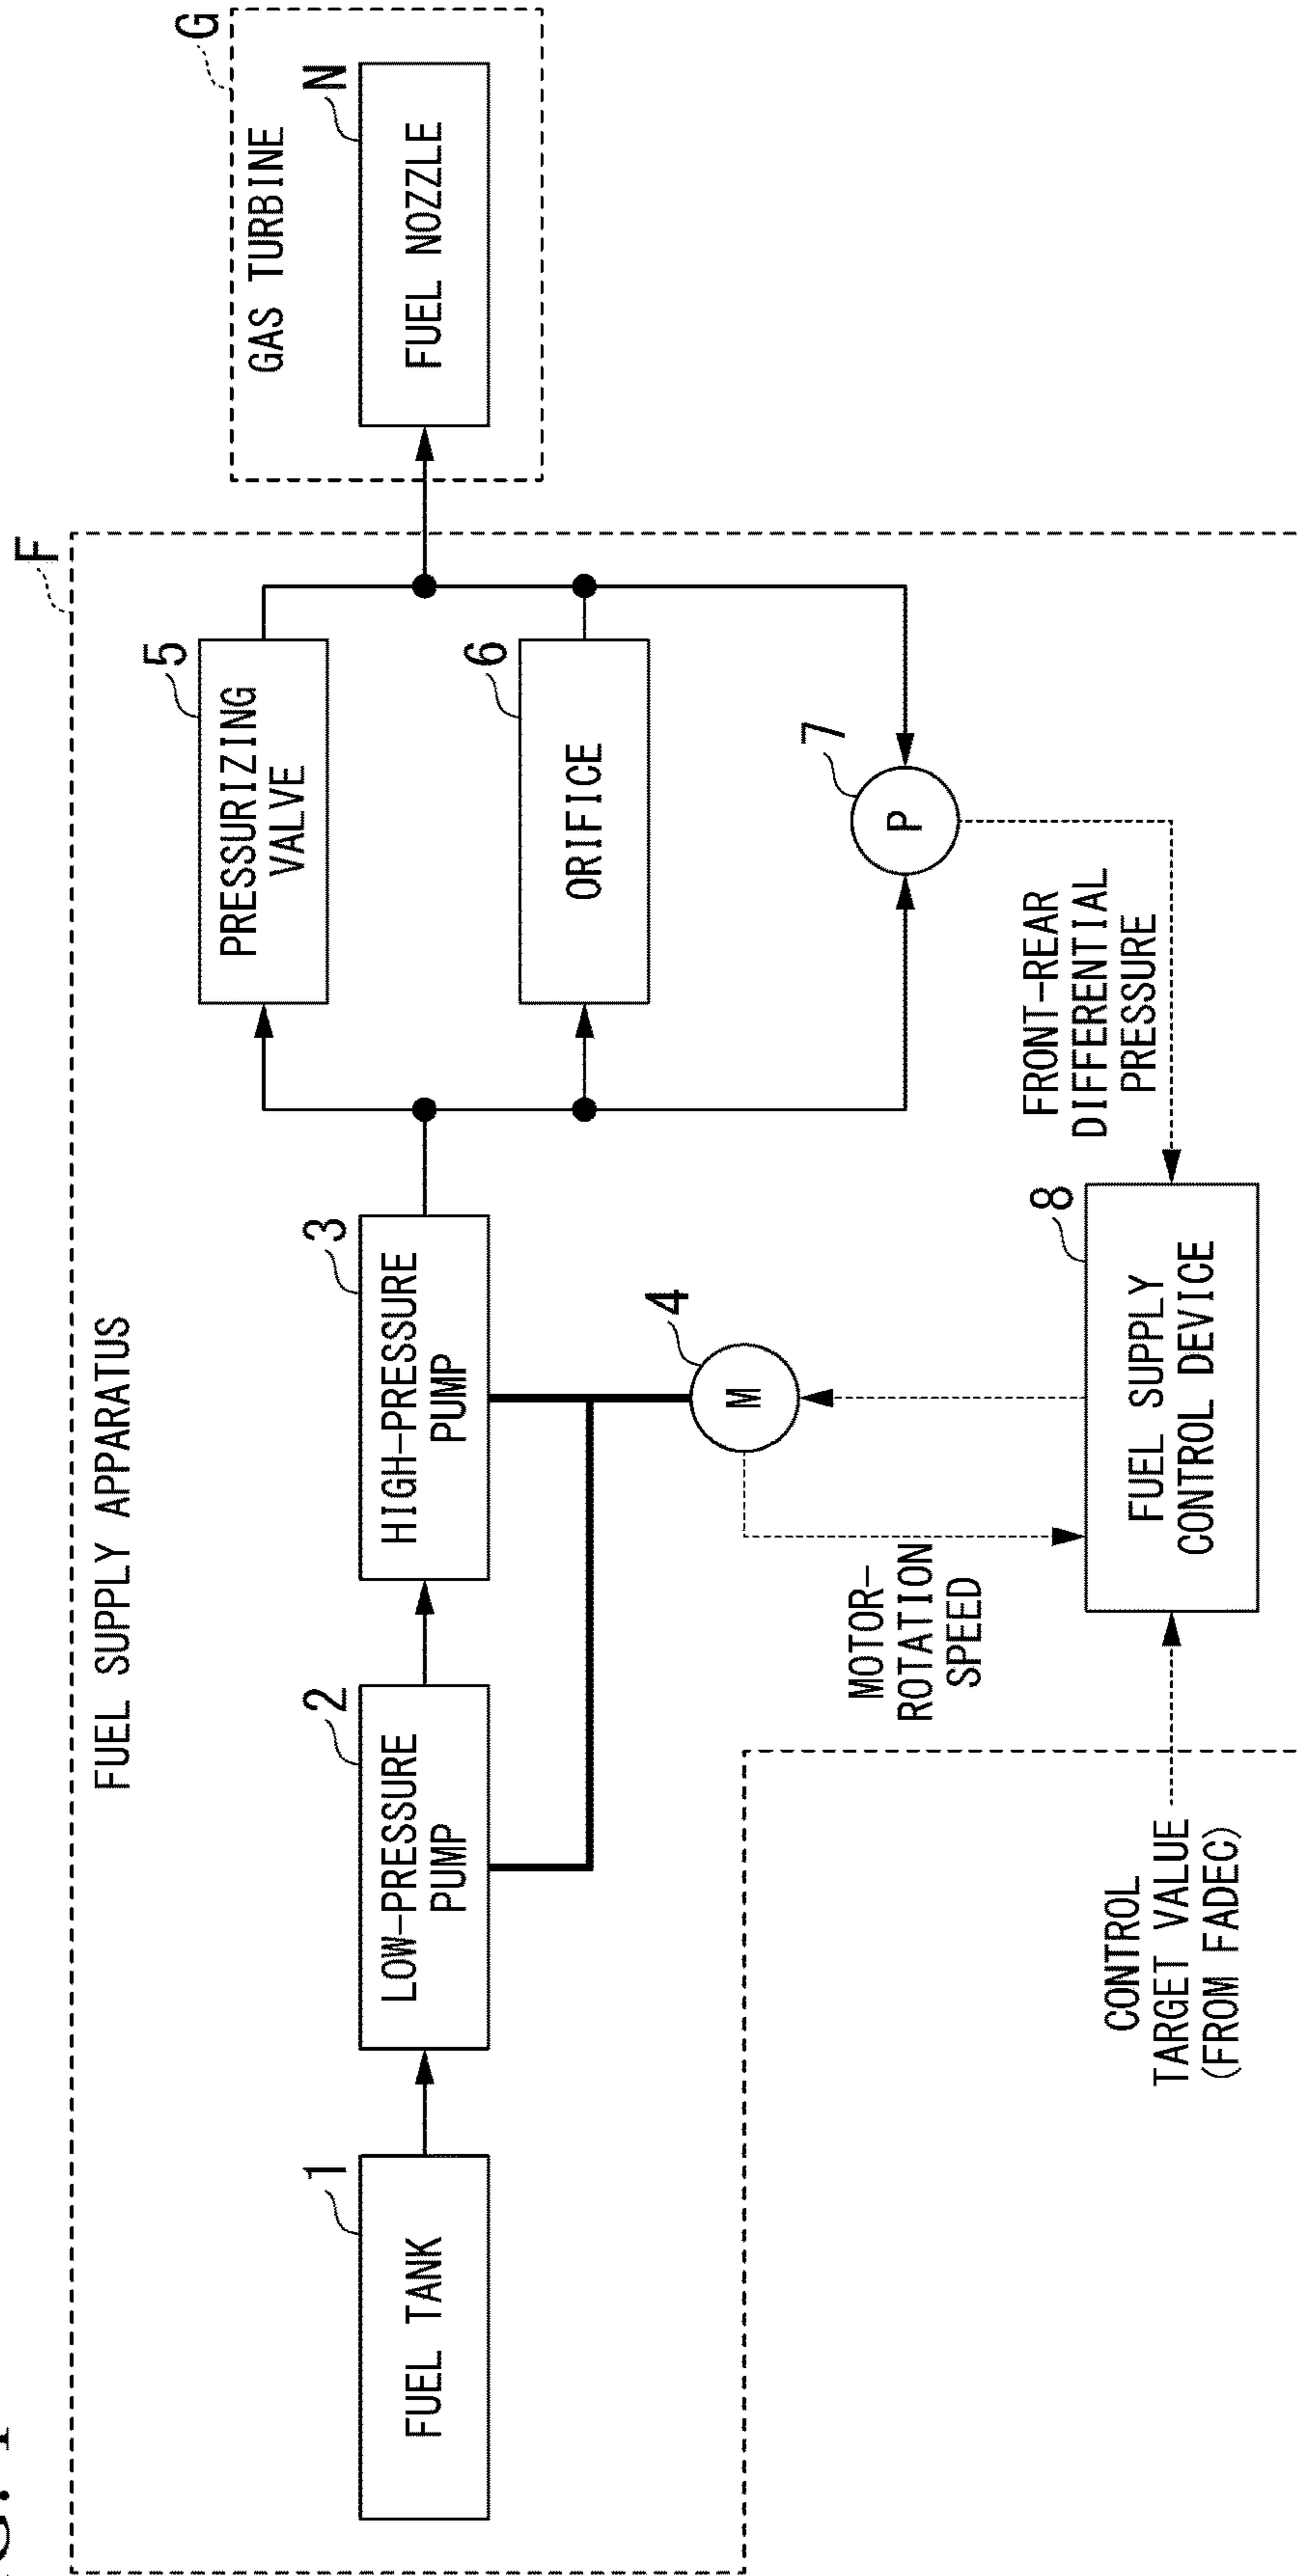 FIG. 1
F
FUEL SUPPLY APPARATUS
G
GAS TURBINE
N
FUEL NOZZLE
1
FUEL TANK
2
LOW-PRESSURE
PUMP
3
HIGH-PRESSURE
PUMP
5
PRESSURIZING
VALVE
6
ORIFICE
4
M
7
P
MOTOR-
ROTATION
SPEED
FRONT-REAR
DIFFERENTIAL
PRESSURE
8
FUEL SUPPLY
CONTROL DEVICE
CONTROL
TARGET VALUE
(FROM FADEC)